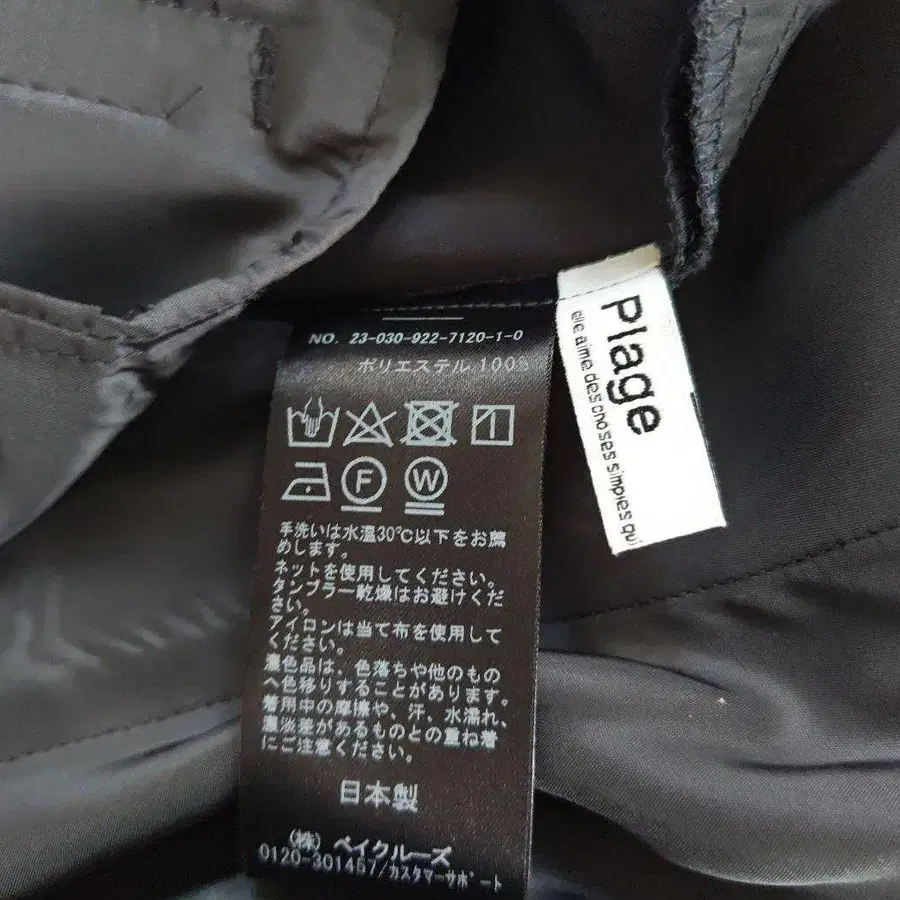 NO. 23-030-922-7120-1-0
ポリエステル 100%
F
W
手洗いは水温30℃以下をお薦
めします。
ネットを使用してください。
タンブラー乾燥はお避けくだ
さい。
アイロンは当て布を使用して
ください。
濃色品は、色落ちや他のもの
へ色移りすることがあります。
着用中の摩擦や、汗、水濡れ、
濃淡差があるものとの重ね着
にご注意ください。
日本製
(株) ベイクルーズ
0120-301457/カスタマーサポート
Plage
elle aime des choses simples qui